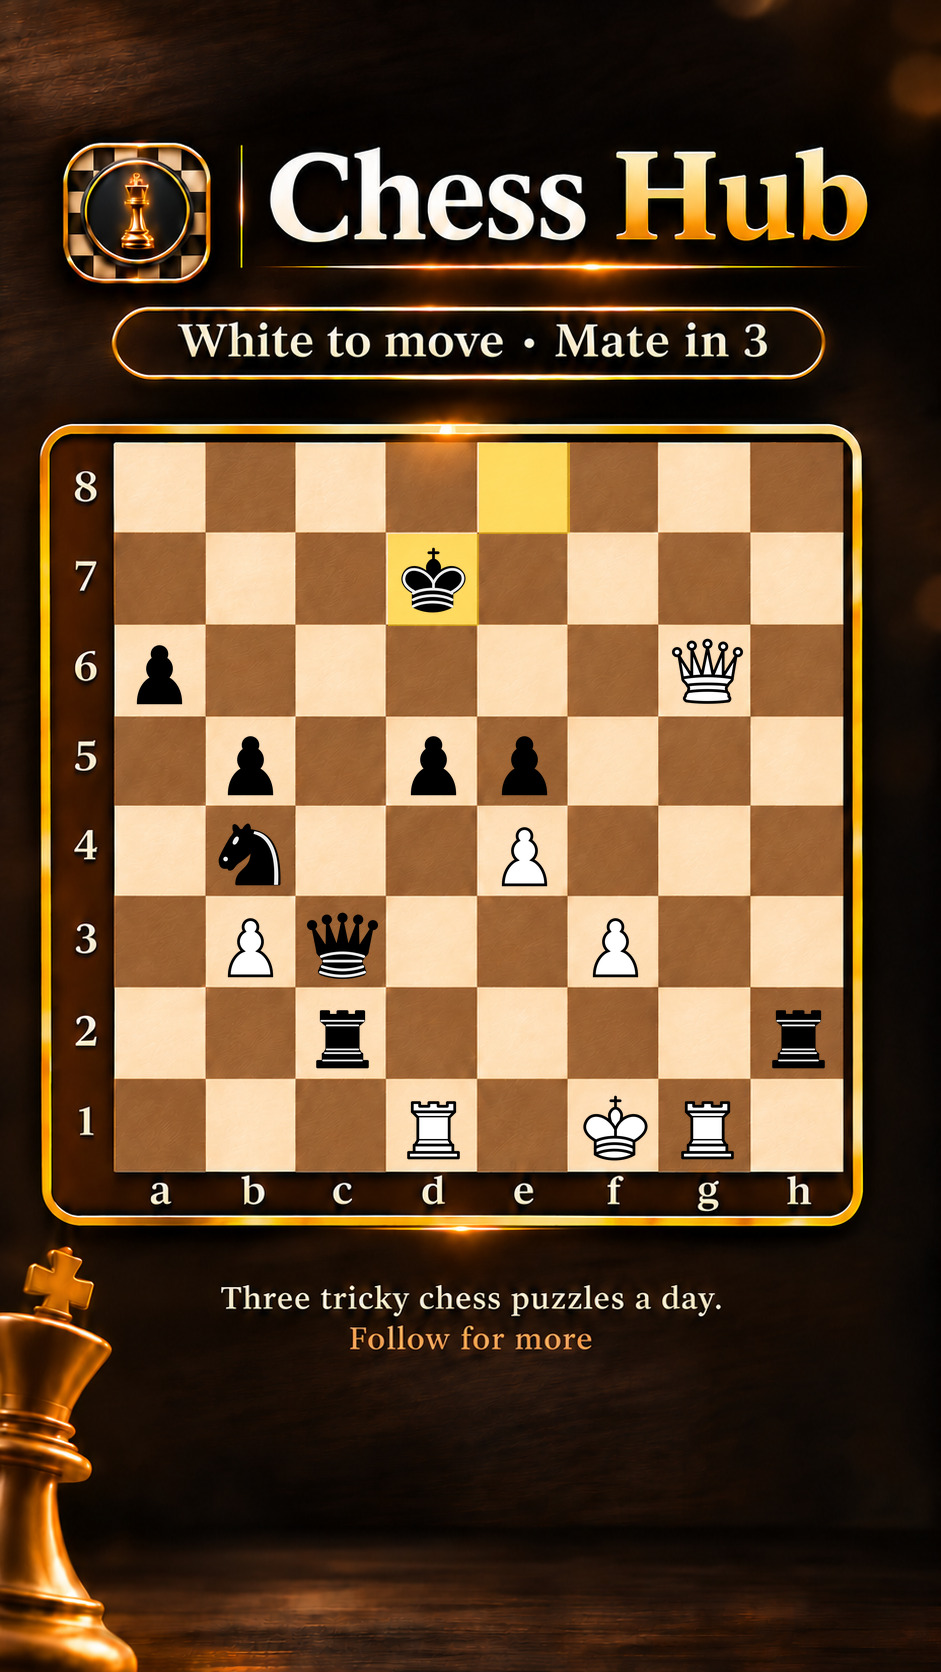 Chess Hub
White to move • Mate in 3
8
7
6
5
4
3
2
1
a b c d e f g h
Three tricky chess puzzles a day.
Follow for more